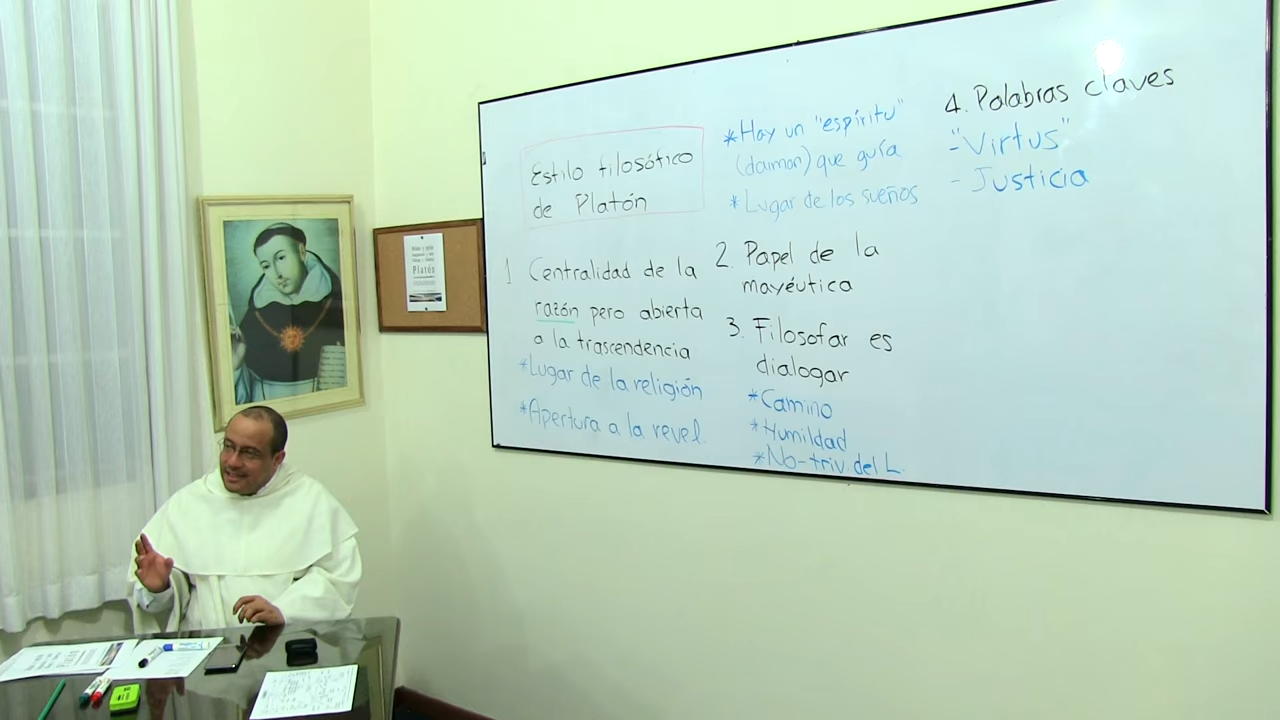 Estilo filosófico
de Platón
1 Centralidad de la
razón pero abierta
a la trascendencia
*Lugar de la religión
*Apertura a la revel.
*Hay un "espíritu"
(daimon) que guía
*Lugar de los sueños
2. Papel de la
mayéutica
3. Filosofar es
dialogar
*Camino
*Humildad
*No-triv. del L.
4. Palabras claves
-"Virtus"
- Justicia
Platón